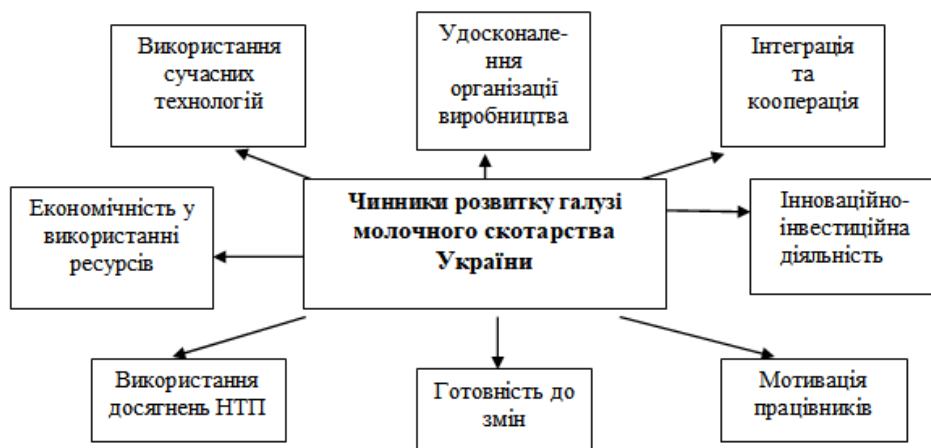 Використання
сучасних
технологій
Удосконале-
ння
організації
виробництва
Інтеграція
та
кооперація
Економічність у
використанні
ресурсів
Чинники розвитку галузі
молочного скотарства
України
Інноваційно-
інвестиційна
діяльність
Використання
досягнень НТП
Готовність до
змін
Мотивація
працівників